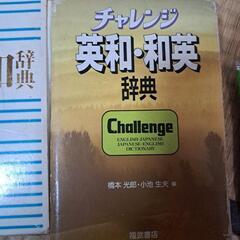 チャレンジ
英和・和英
辞典
Challenge
ENGLISH-JAPANESE
JAPANESE-ENGLISH
DICTIONARY
橋本光郎・小池生夫 編
福武書店
辞典